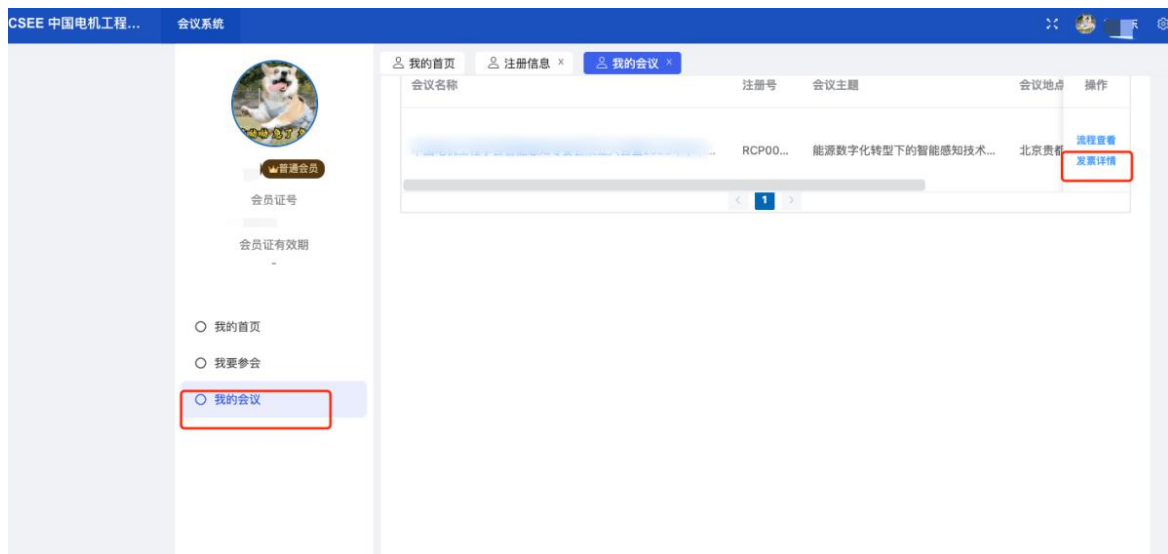 CSEE 中国电机工程... 会议系统
我的首页 注册信息 × 我的会议 ×
会议名称 注册号 会议主题 会议地点 操作
流程查看
... RCP00... 能源数字化转型下的智能感知技术... 北京贵都
发票详情
普通会员
1
会员证号
会员证有效期
-
我的首页
我要参会
我的会议